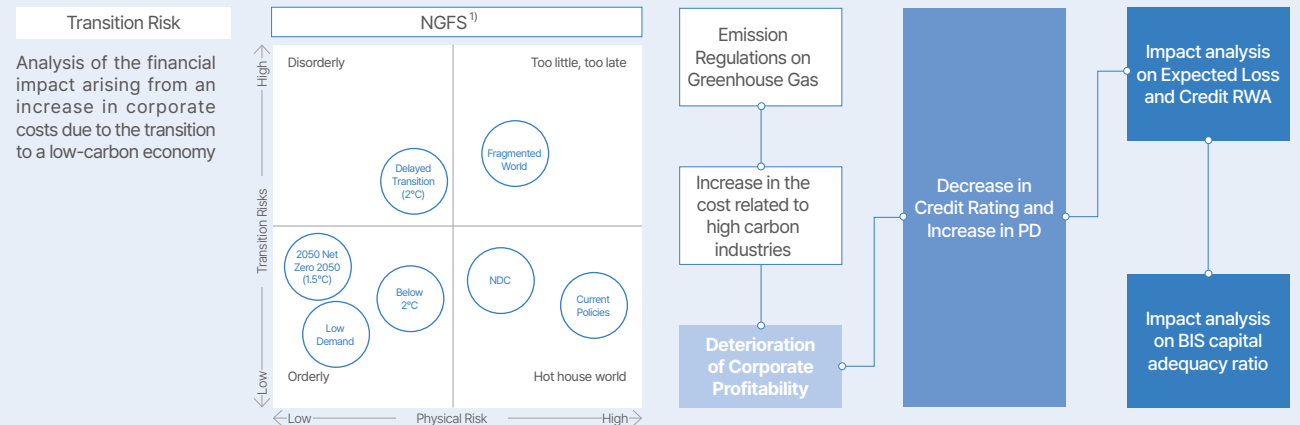 Transition Risk
Analysis of the financial
impact arising from an
increase in corporate
costs due to the transition
to a low-carbon economy
NGFS 1)
High
Transition Risks
Low
Disorderly
Too little, too late
Delayed
Transition
(2°C)
Fragmented
World
2050 Net
Zero 2050
(1.5°C)
Low
Demand
Below
2°C
NDC
Current
Policies
Orderly
Hot house world
Low
Physical Risk
High
Emission
Regulations on
Greenhouse Gas
Increase in the
cost related to
high carbon
industries
Deterioration
of Corporate
Profitability
Decrease in
Credit Rating and
Increase in PD
Impact analysis
on Expected Loss
and Credit RWA
Impact analysis
on BIS capital
adequacy ratio